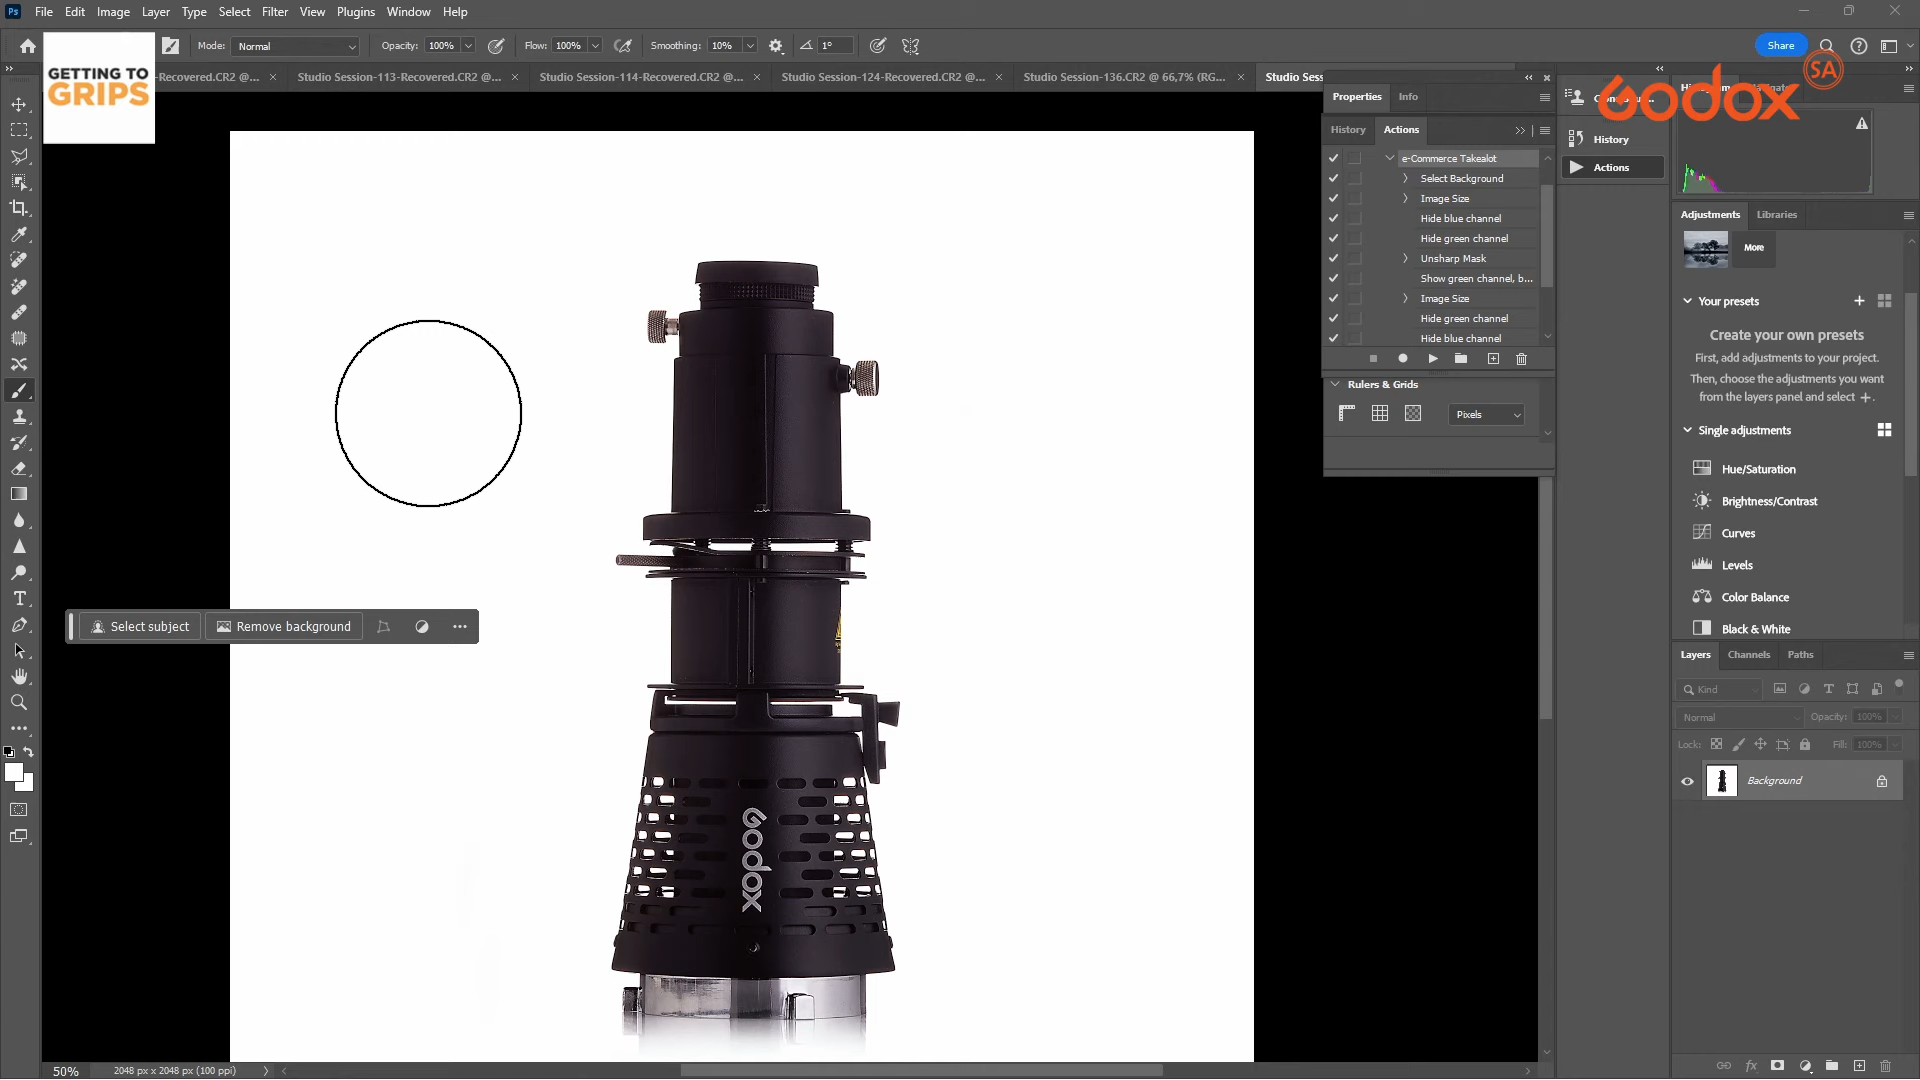 Ps File Edit Image Layer Type Select Filter View Plugins Window Help
Mode: Normal Opacity: 100% Flow: 100% Smoothing: 10% 1° Share
GETTING TO
GRIPS
-Recovered.CR2 @... Studio Session-113-Recovered.CR2 @... Studio Session-114-Recovered.CR2 @... Studio Session-124-Recovered.CR2 @... Studio Session-136.CR2 @ 66,7% (RG... Studio Ses
Godox SA
Properties Info
History Actions
e-Commerce Takealot
Select Background
Image Size
Hide blue channel
Hide green channel
Unsharp Mask
Show green channel, b...
Image Size
Hide green channel
Hide blue channel
Rulers & Grids
Pixels
History
Actions
Adjustments Libraries
More
Your presets
Create your own presets
First, add adjustments to your project.
Then, choose the adjustments you want
from the layers panel and select +.
Single adjustments
Hue/Saturation
Brightness/Contrast
Curves
Levels
Color Balance
Black & White
Select subject Remove background
Layers Channels Paths
Kind
Normal Opacity: 100%
Lock: Fill: 100%
Background
Godox
50% 2048 px x 2048 px (100 ppi)